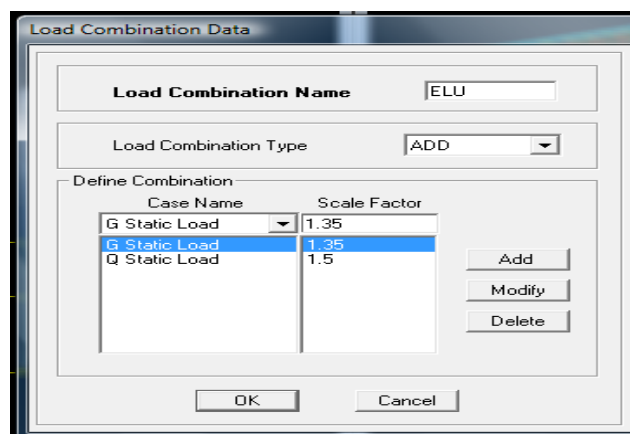 Load Combination Data
Load Combination Name ELU
Load Combination Type ADD
Define Combination
Case Name Scale Factor
G Static Load 1.35
G Static Load 1.35
Q Static Load 1.5
Add
Modify
Delete
OK Cancel